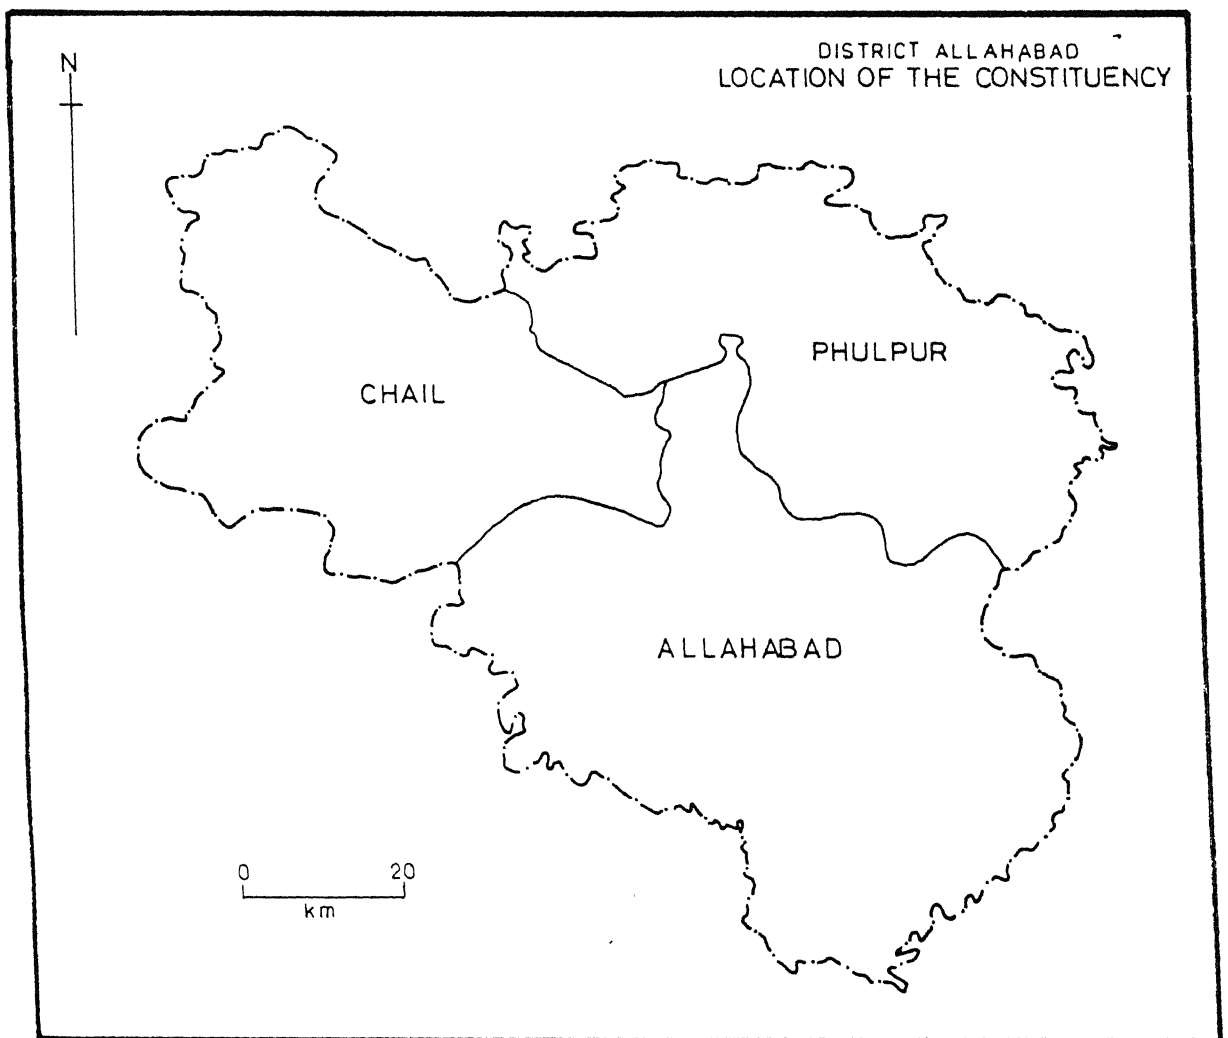 N
DISTRICT ALLAHABAD
LOCATION OF THE CONSTITUENCY
PHULPUR
CHAIL
ALLAHABAD
0 20
km